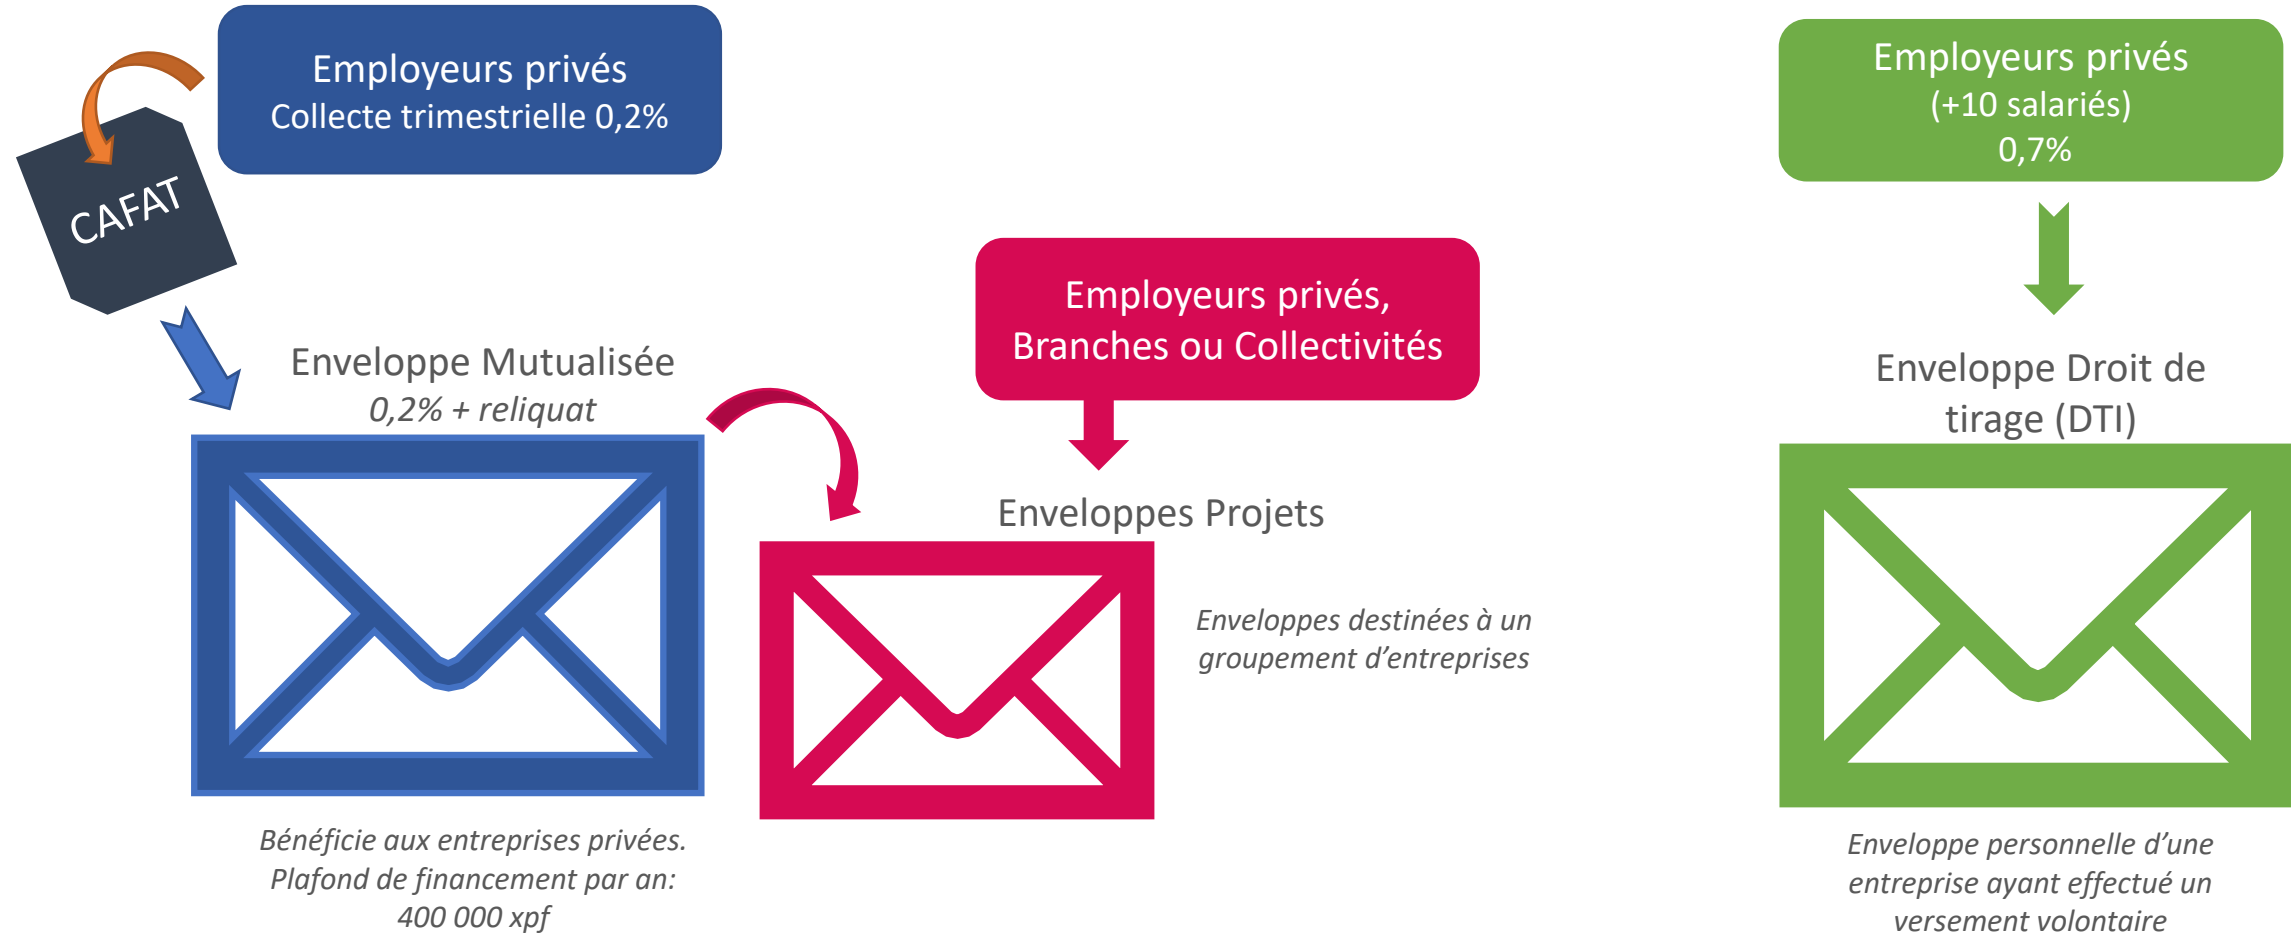 Employeurs privés
Collecte trimestrielle 0,2%
CAFAT
Enveloppe Mutualisée
0,2% + reliquat
Bénéficie aux entreprises privées.
Plafond de financement par an:
400 000 xpf
Employeurs privés,
Branches ou Collectivités
Enveloppes Projets
Enveloppes destinées à un
groupement d’entreprises
Employeurs privés
(+10 salariés)
0,7%
Enveloppe Droit de
tirage (DTI)
Enveloppe personnelle d’une
entreprise ayant effectué un
versement volontaire